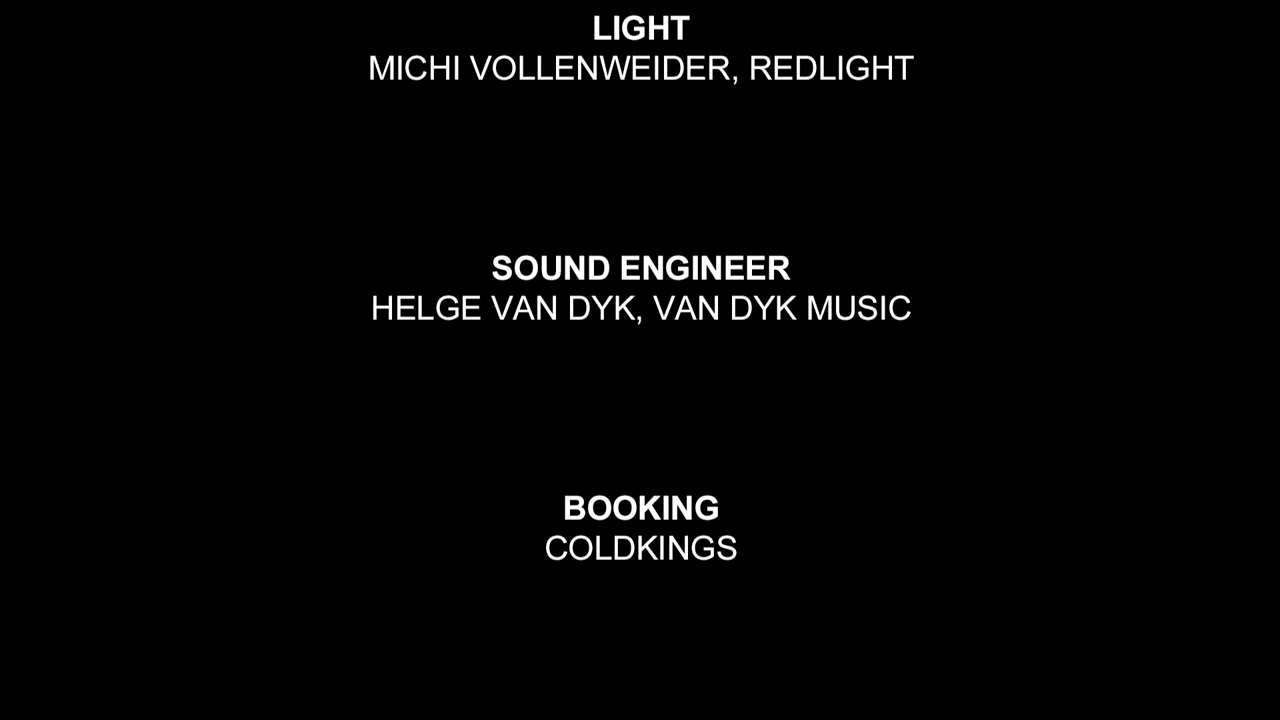 LIGHT
MICHI VOLLENWEIDER, REDLIGHT
SOUND ENGINEER
HELGE VAN DYK, VAN DYK MUSIC
BOOKING
COLDKINGS